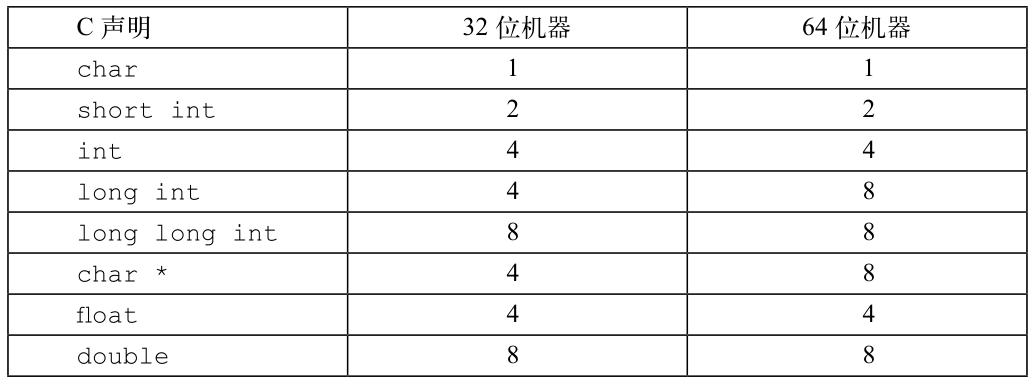 C 声明 32 位机器 64 位机器
char 1 1
short int 2 2
int 4 4
long int 4 8
long long int 8 8
char * 4 8
float 4 4
double 8 8